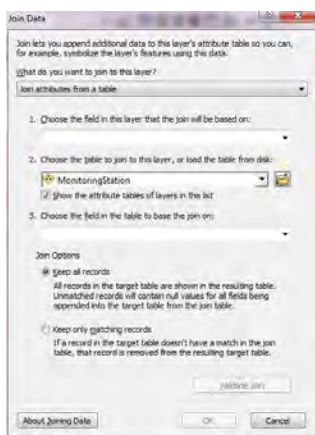 Join Data
Join lets you append additional data to this layer's attribute table so you can,
for example, symbolize the layer's features using this data.
What do you want to join to this layer?
Join attributes from a table
1. Choose the field in this layer that the join will be based on:
2. Choose the table to join to this layer, or load the table from disk:
MonitoringStation
Show the attribute tables of layers in this list
3. Choose the field in the table to base the join on:
Join Options
Keep all records
All records in the target table are shown in the resulting table.
Unmatched records will contain null values for all fields being
appended into the target table from the join table.
Keep only matching records
If a record in the target table doesn't have a match in the join
table, that record is removed from the resulting target table.
Validate Join
About Joining Data
OK
Cancel